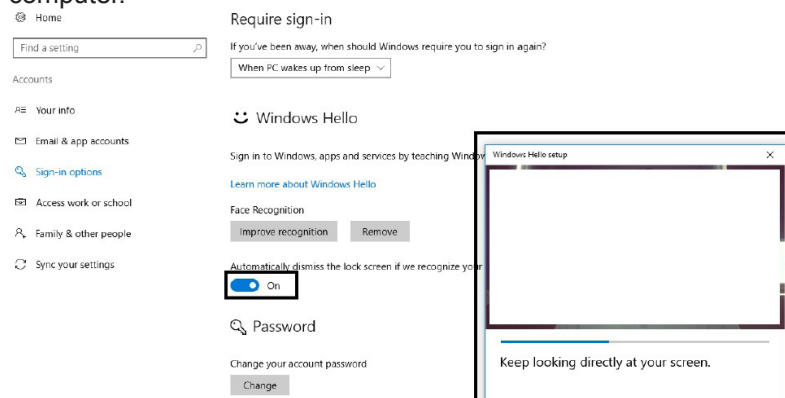 computer.
Home
Find a setting
Accounts
Your info
Email & app accounts
Sign-in options
Access work or school
Family & other people
Sync your settings
Require sign-in
If you've been away, when should Windows require you to sign in again?
When PC wakes up from sleep
Windows Hello
Sign in to Windows, apps and services by teaching
Learn more about Windows Hello
Face Recognition
Improve recognition Remove
Automatically dismiss the lock screen if we recognize your
On
Password
Change your account password
Change
Windows Hello setup
Keep looking directly at your screen.